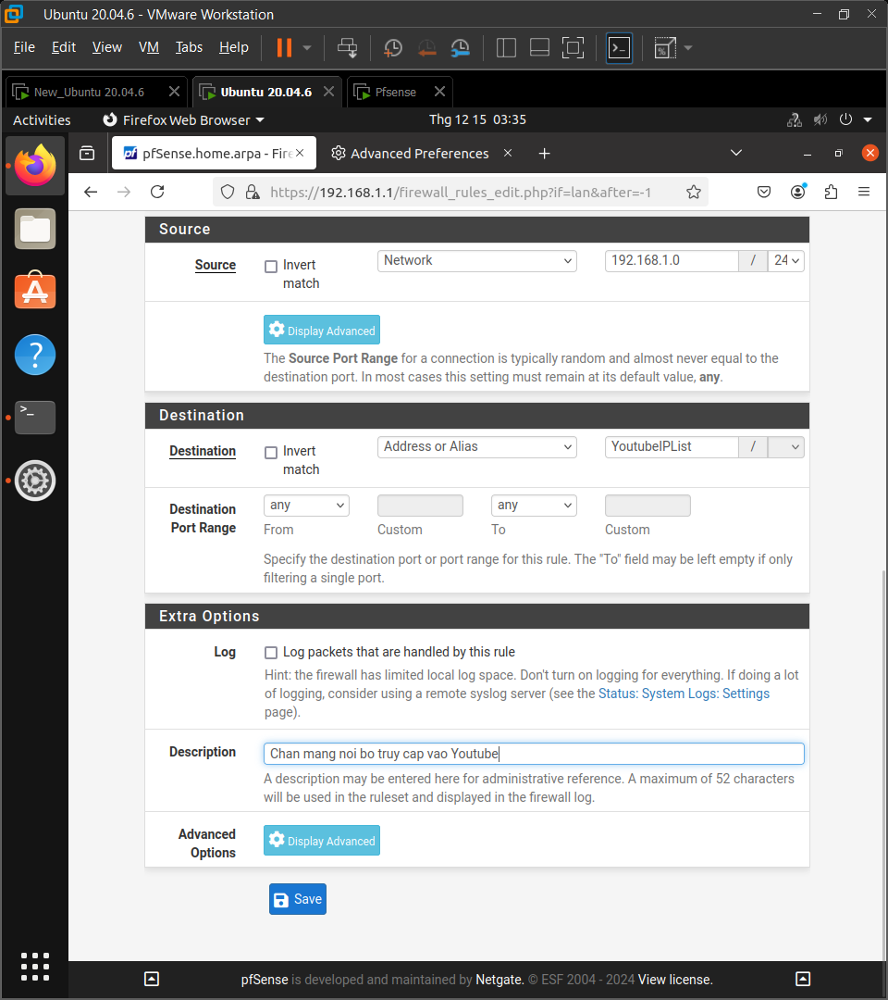 Ubuntu 20.04.6 - VMware Workstation
File Edit View VM Tabs Help
New_Ubuntu 20.04.6
Ubuntu 20.04.6
Pfsense
Activities Firefox Web Browser Thg 12 15 03:35
pfSense.home.arpa - Fire
Advanced Preferences
https://192.168.1.1/firewall_rules_edit.php?if=lan&after=-1
Source
Source Invert match Network 192.168.1.0 / 24
Display Advanced
The Source Port Range for a connection is typically random and almost never equal to the
destination port. In most cases this setting must remain at its default value, any.
Destination
Destination Invert match Address or Alias YoutubeIPList /
Destination Port Range any any
From Custom To Custom
Specify the destination port or port range for this rule. The "To" field may be left empty if only
filtering a single port.
Extra Options
Log Log packets that are handled by this rule
Hint: the firewall has limited local log space. Don't turn on logging for everything. If doing a lot
of logging, consider using a remote syslog server (see the Status: System Logs: Settings
page).
Description Chan mang noi bo truy cap vao Youtube
A description may be entered here for administrative reference. A maximum of 52 characters
will be used in the ruleset and displayed in the firewall log.
Advanced Options Display Advanced
Save
pfSense is developed and maintained by Netgate. © ESF 2004 - 2024 View license.